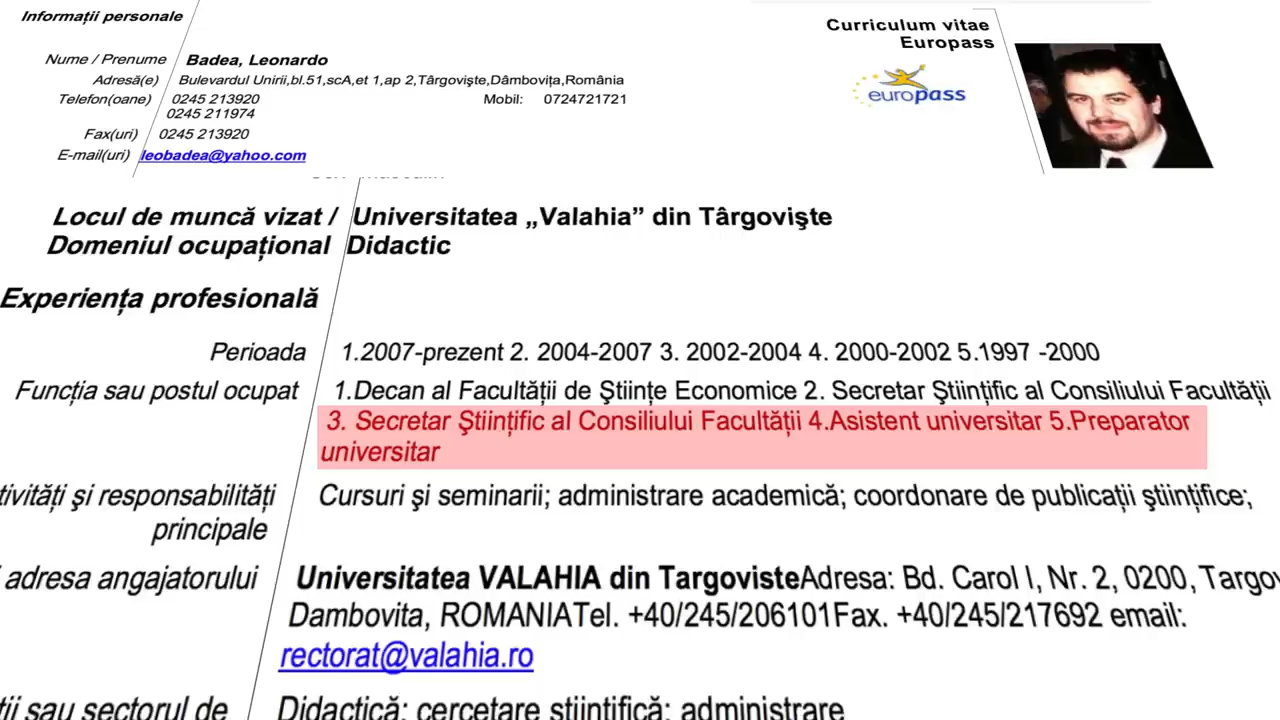 Informații personale
Curriculum vitae
Europass
Nume / Prenume Badea, Leonardo
Adresă(e) Bulevardul Unirii,bl.51,scA,et 1,ap 2,Târgovişte,Dâmbovița,România
Telefon(oane) 0245 213920 Mobil: 0724721721
0245 211974
Fax(uri) 0245 213920
E-mail(uri) leobadea@yahoo.com
europass
Locul de muncă vizat / Universitatea „Valahia” din Târgovişte
Domeniul ocupațional Didactic
Experiența profesională
Perioada 1.2007-prezent 2. 2004-2007 3. 2002-2004 4. 2000-2002 5.1997 -2000
Funcția sau postul ocupat 1.Decan al Facultății de Ştiințe Economice 2. Secretar Ştiințific al Consiliului Facultății
3. Secretar Ştiințific al Consiliului Facultății 4.Asistent universitar 5.Preparator
universitar
tivități şi responsabilități Cursuri şi seminarii; administrare academică; coordonare de publicații ştiințifice;
principale
/ adresa angajatorului Universitatea VALAHIA din TargovisteAdresa: Bd. Carol I, Nr. 2, 0200, Targo
Dambovita, ROMANIATel. +40/245/206101Fax. +40/245/217692 email:
rectorat@valahia.ro
tii sau sectorul de Didactică; cercetare ştiințifică; administrare